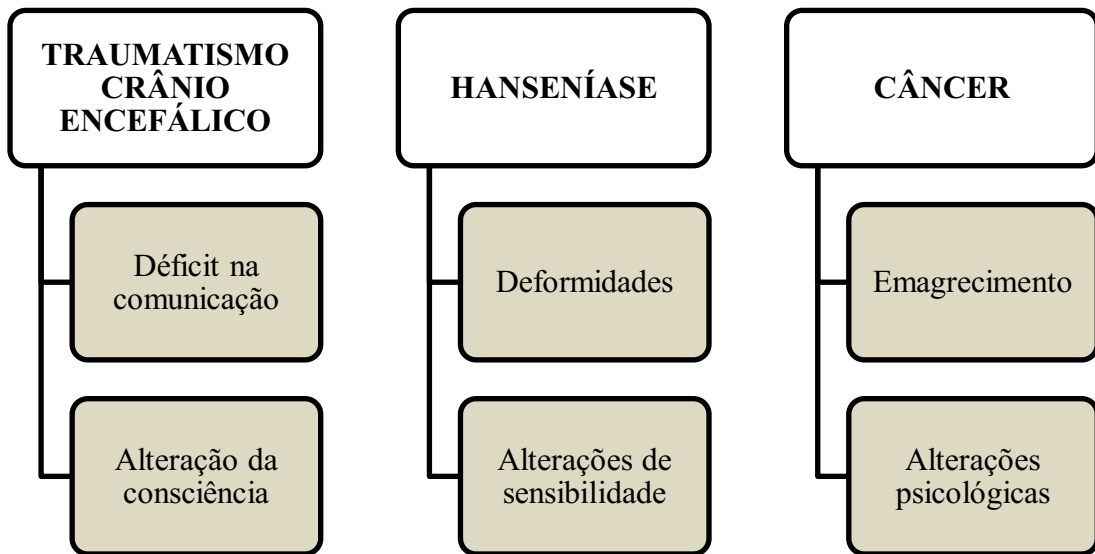 TRAUMATISMO
CRÂNIO
ENCEFÁLICO
Déficit na
comunicação
Alteração da
consciência
HANSENÍASE
Deformidades
Alterações de
sensibilidade
CÂNCER
Emagrecimento
Alterações
psicológicas